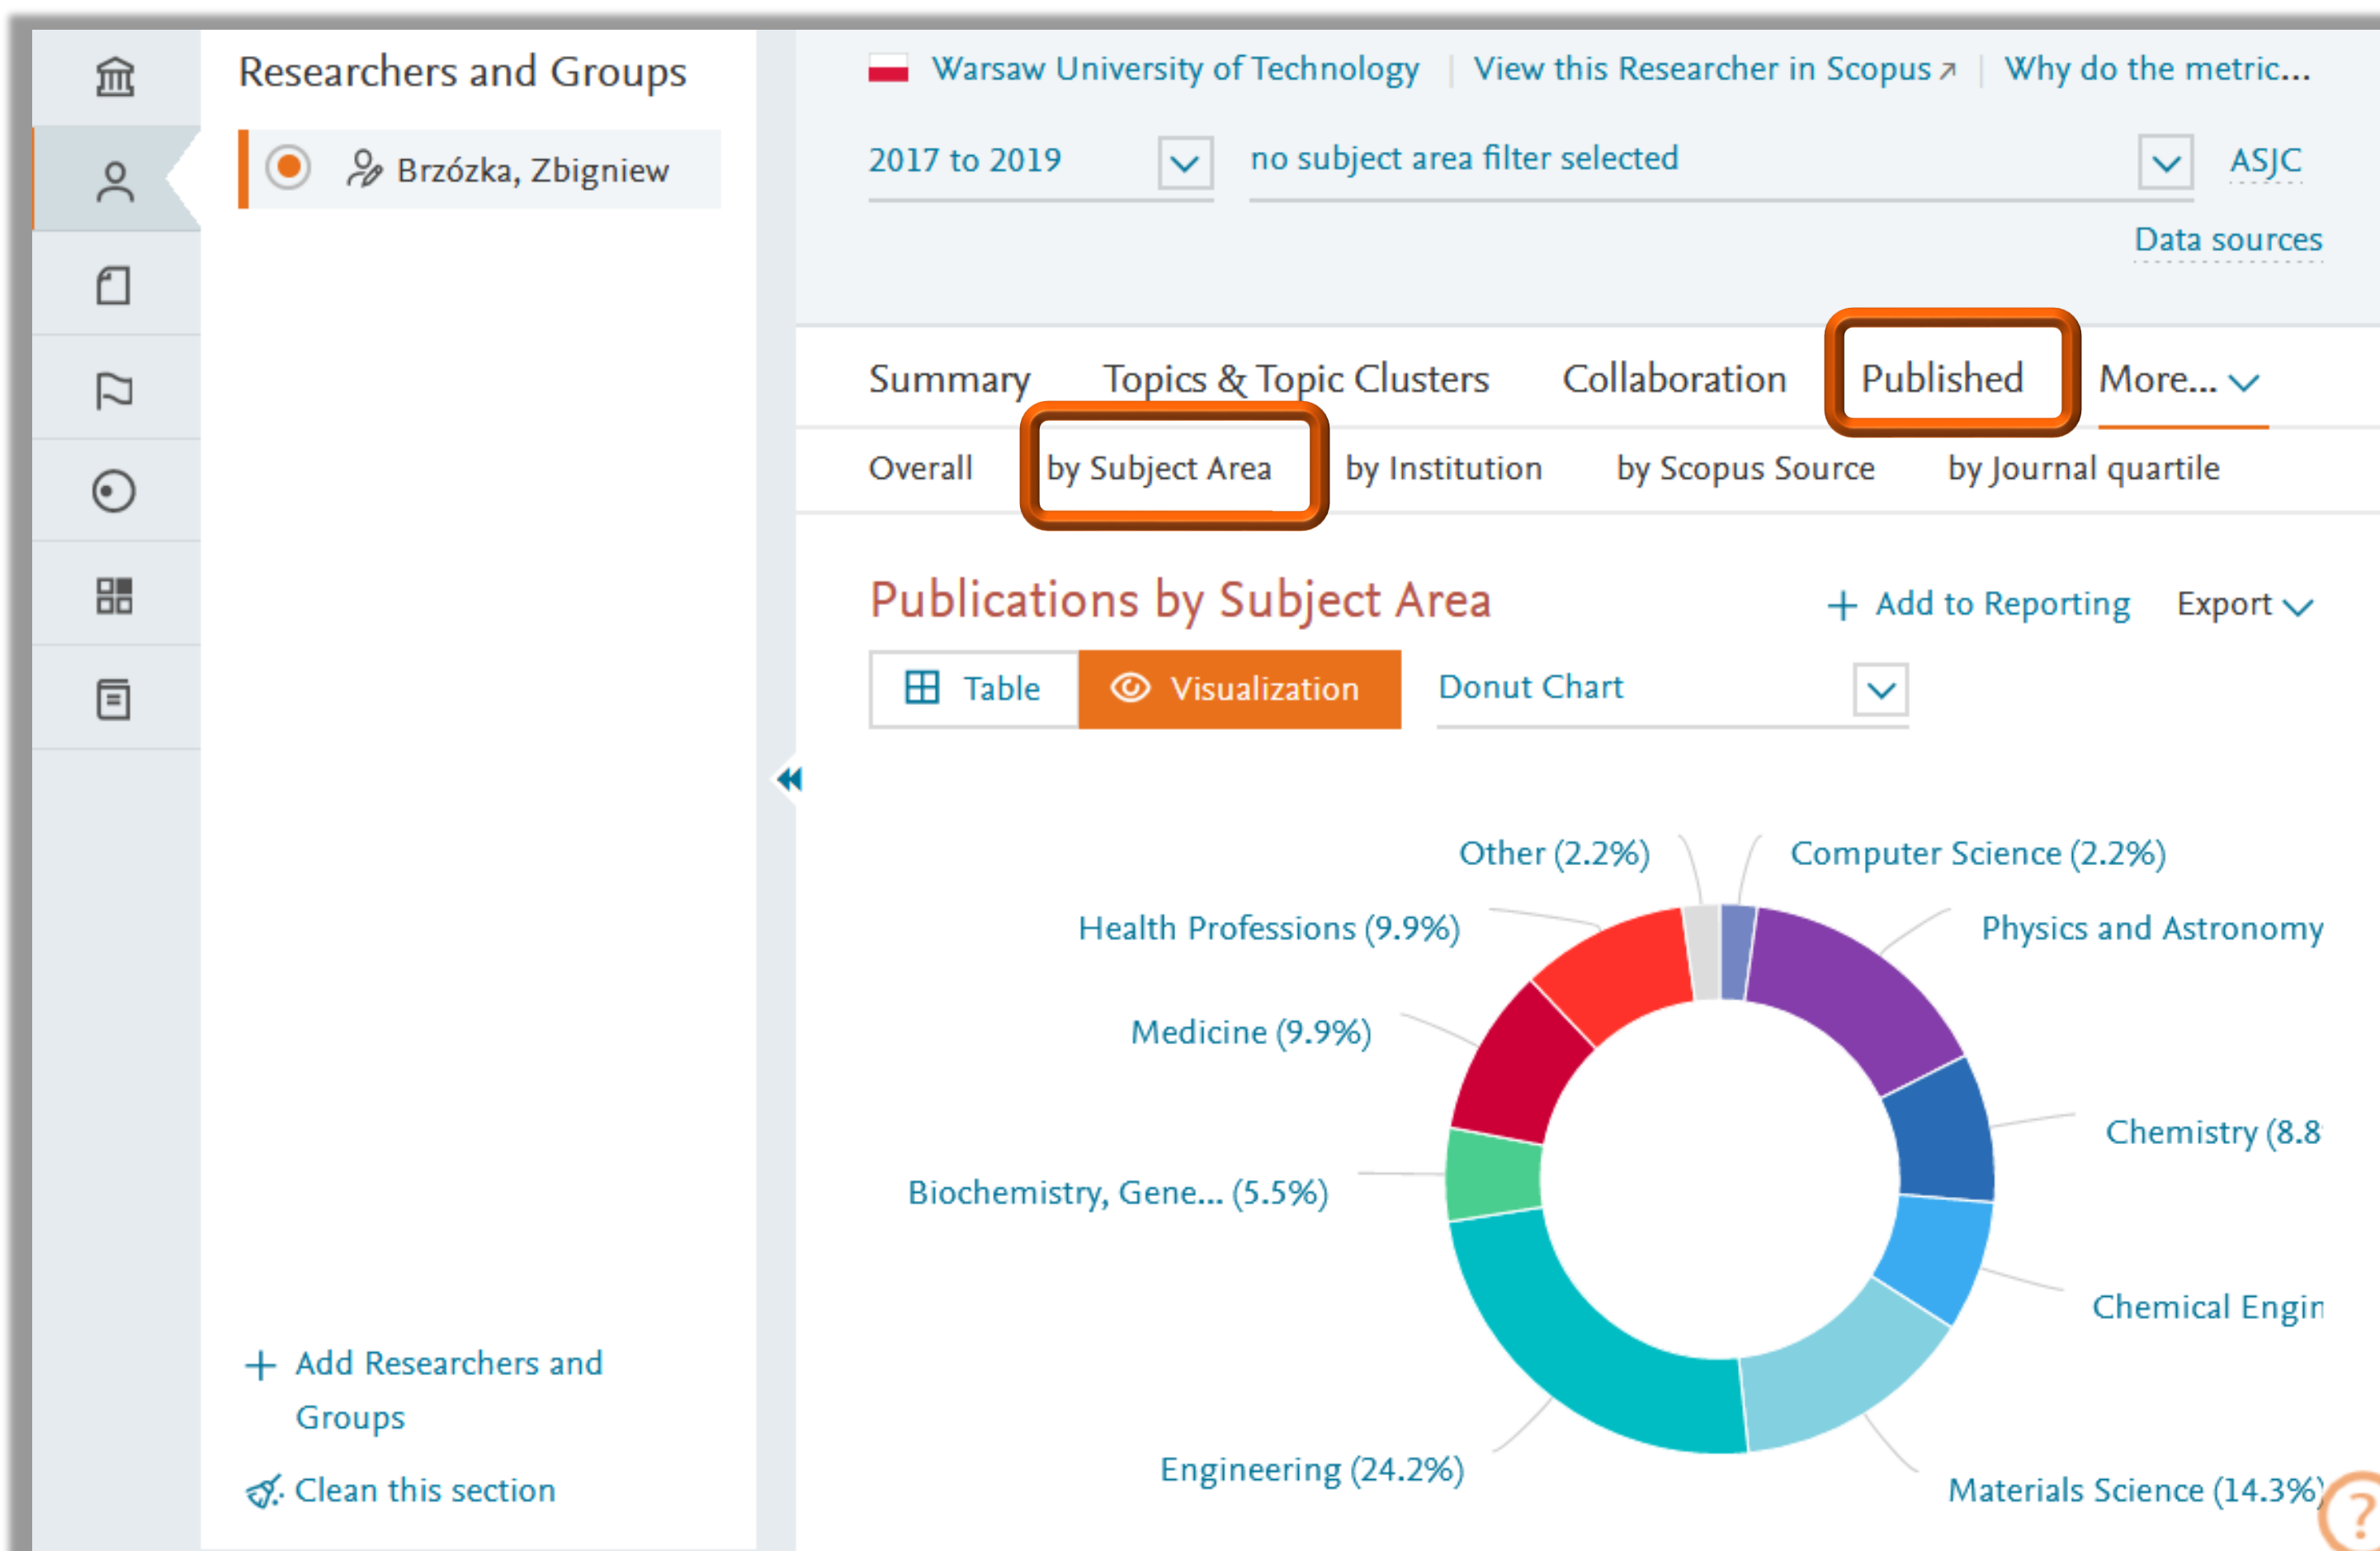 Researchers and Groups
Brzózka, Zbigniew
+ Add Researchers and
Groups
Clean this section
Warsaw University of Technology | View this Researcher in Scopus ↗ | Why do the metric...
2017 to 2019
no subject area filter selected
ASJC
Data sources
Summary Topics & Topic Clusters Collaboration Published More...
Overall by Subject Area by Institution by Scopus Source by Journal quartile
Publications by Subject Area
+ Add to Reporting Export
Table Visualization Donut Chart
Other (2.2%) Computer Science (2.2%)
Health Professions (9.9%) Physics and Astronomy
Medicine (9.9%)
Chemistry (8.8
Biochemistry, Gene... (5.5%)
Chemical Engin
Engineering (24.2%) Materials Science (14.3%)
?